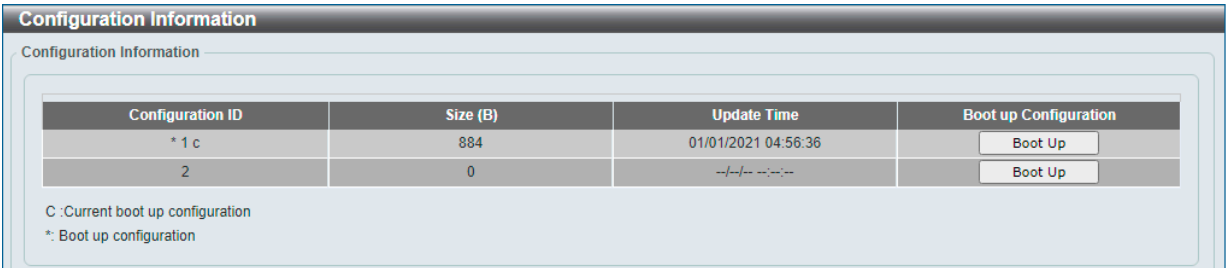 Configuration Information
Configuration Information
Configuration ID Size (B) Update Time Boot up Configuration
* 1 c 884 01/01/2021 04:56:36 Boot Up
2 0 --/--/-- --:--:-- Boot Up
C :Current boot up configuration
*: Boot up configuration